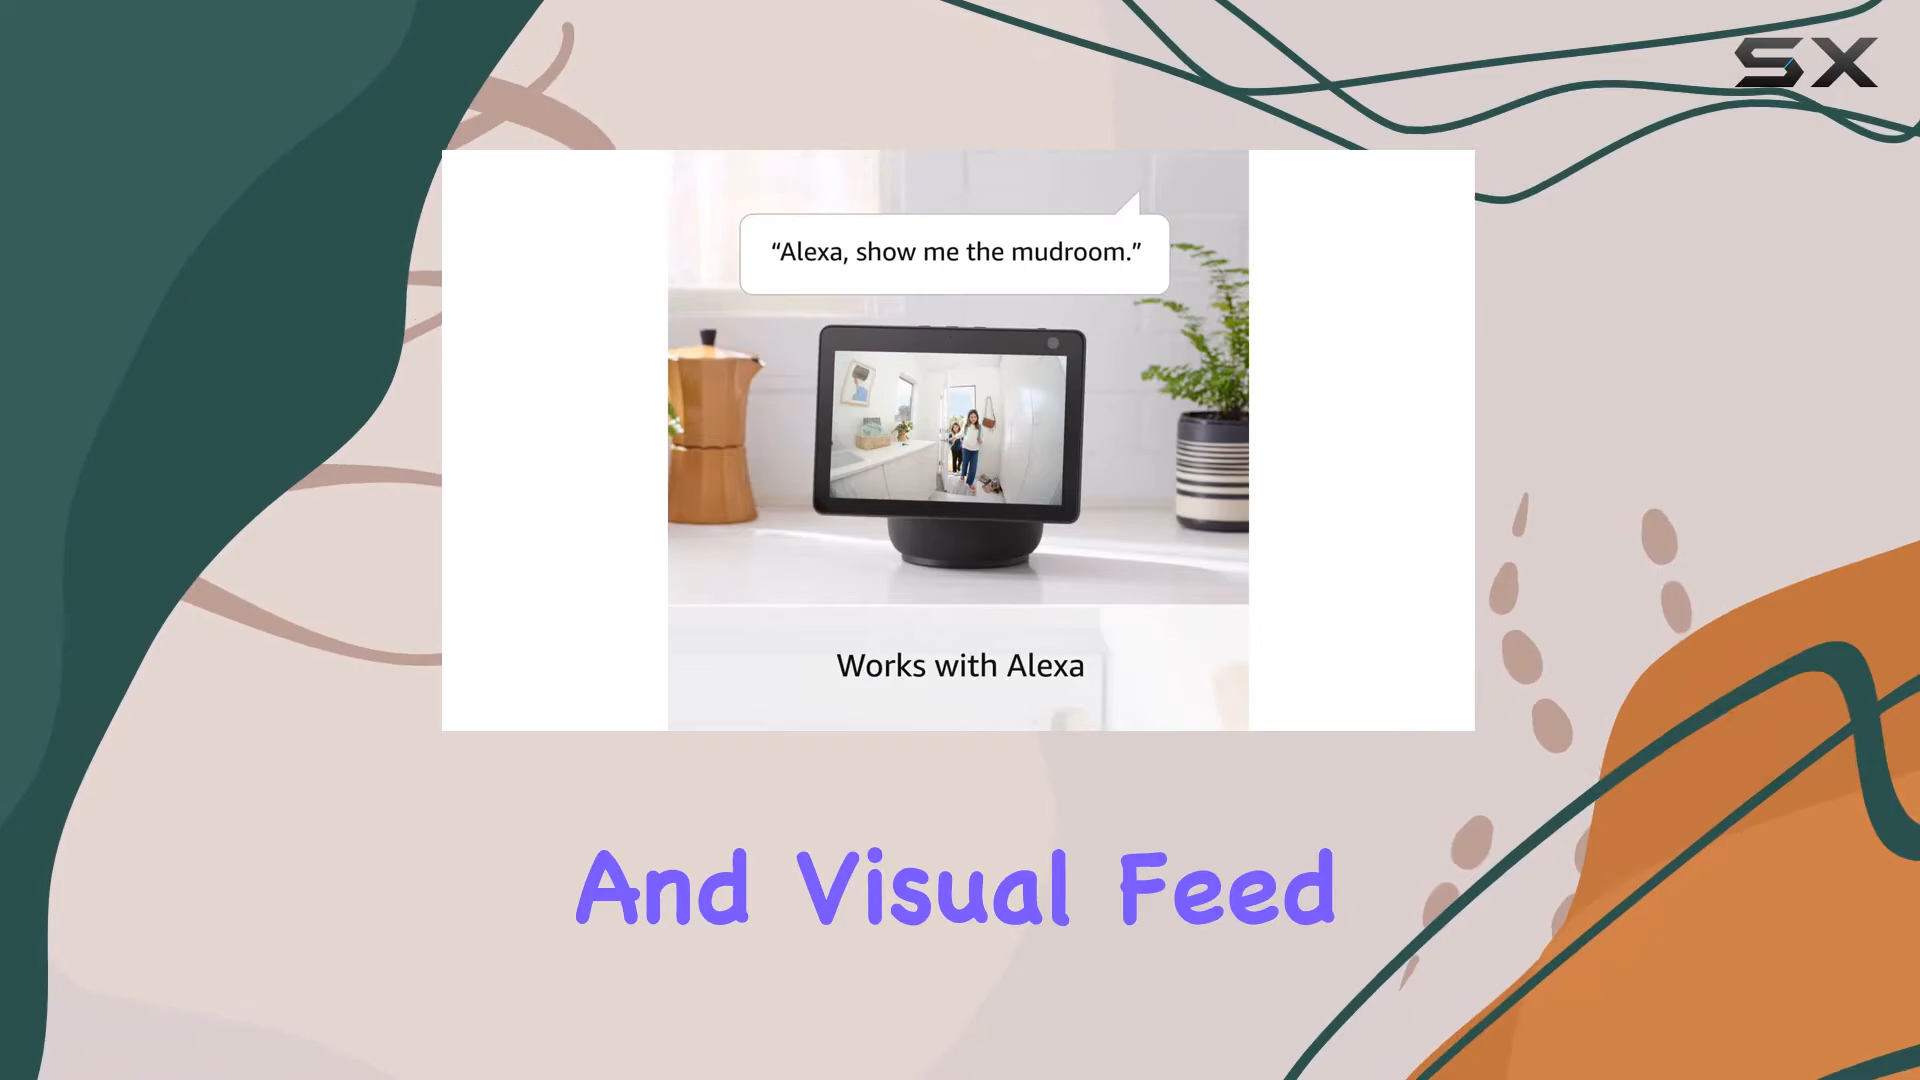 SX
“Alexa, show me the mudroom.”
Works with Alexa
And Visual Feed